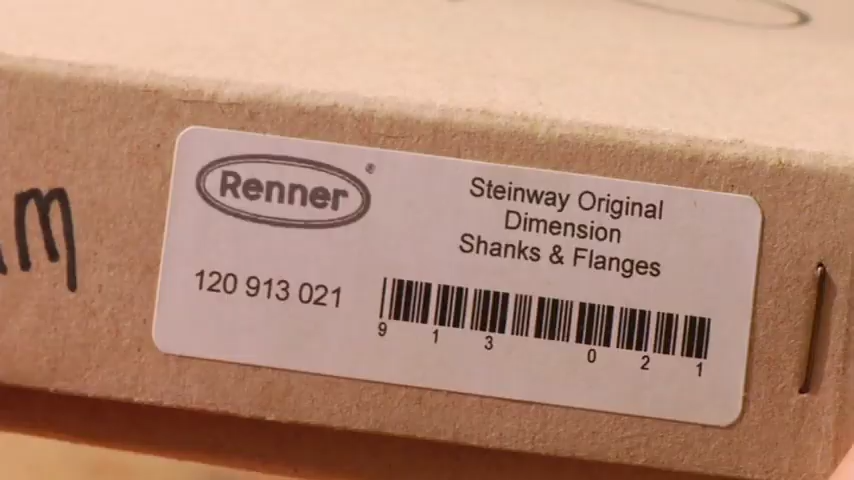 Renner®
Steinway Original
Dimension
Shanks & Flanges
120 913 021
9 1 3 0 2 1